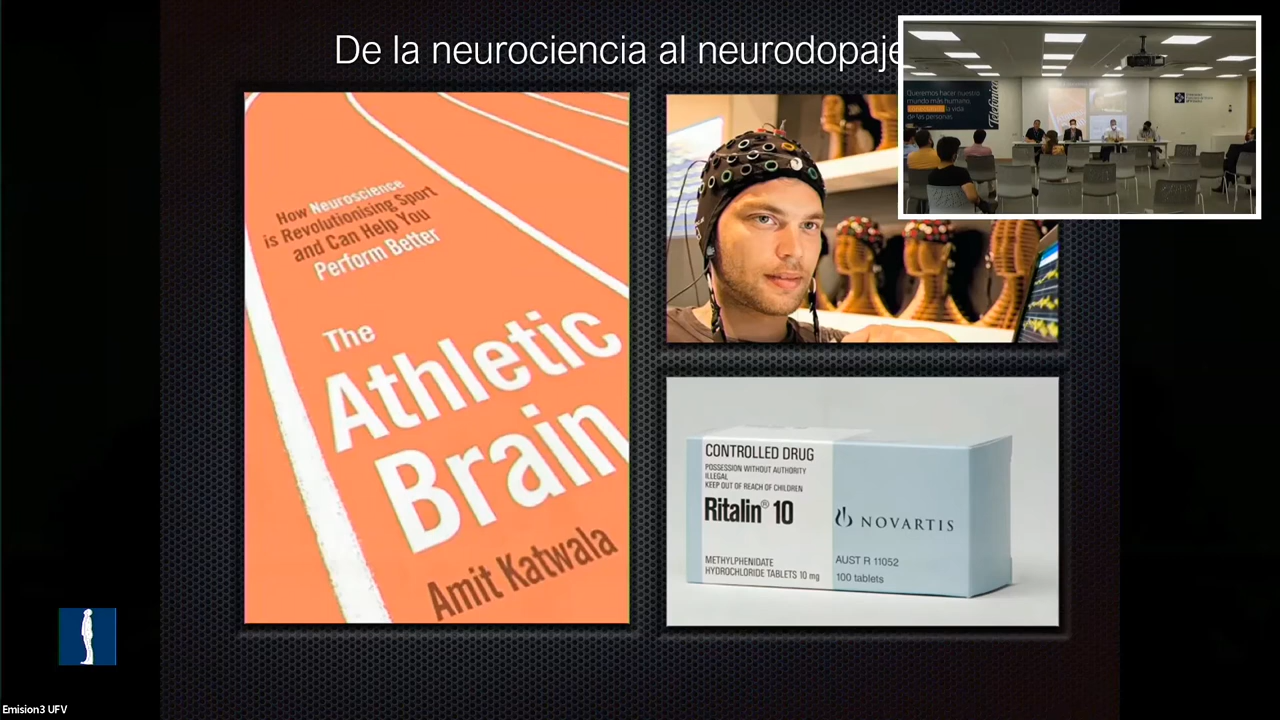 De la neurociencia al neurodopaje
How Neuroscience
is Revolutionising Sport
and Can Help You
Perform Better
The
Athletic
Brain
Amit Katwala
Queremos hacer nuestro
mundo más humano,
la vida
de las personas
Telefónica
CONTROLLED DRUG
POSSESSION WITHOUT AUTHORITY
ILLEGAL
KEEP OUT OF REACH OF CHILDREN
Ritalin® 10
METHYLPHENIDATE
HYDROCHLORIDE TABLETS 10 mg
NOVARTIS
AUST R 11052
100 tablets
Emision3 UFV